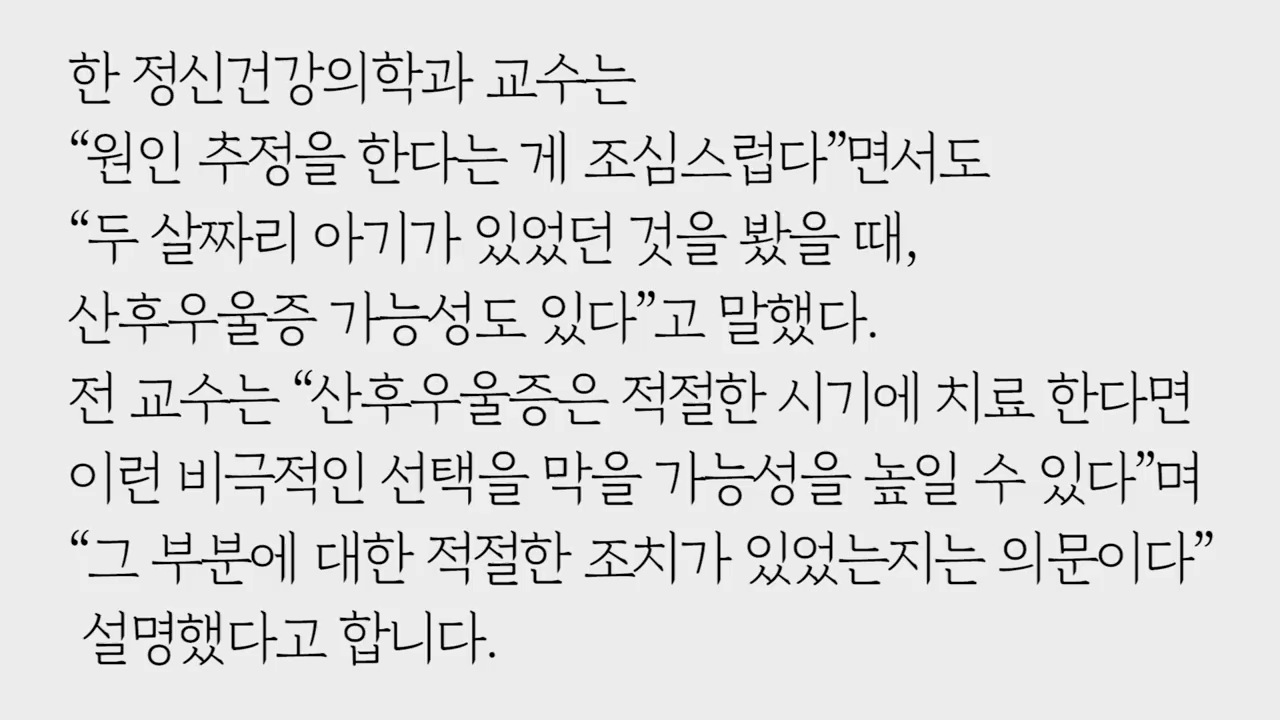 한 정신건강의학과 교수는
“원인 추정을 한다는 게 조심스럽다”면서도
“두 살짜리 아기가 있었던 것을 봤을 때,
산후우울증 가능성도 있다”고 말했다.
전 교수는 “산후우울증은 적절한 시기에 치료 한다면
이런 비극적인 선택을 막을 가능성을 높일 수 있다”며
“그 부분에 대한 적절한 조치가 있었는지는 의문이다”
설명했다고 합니다.